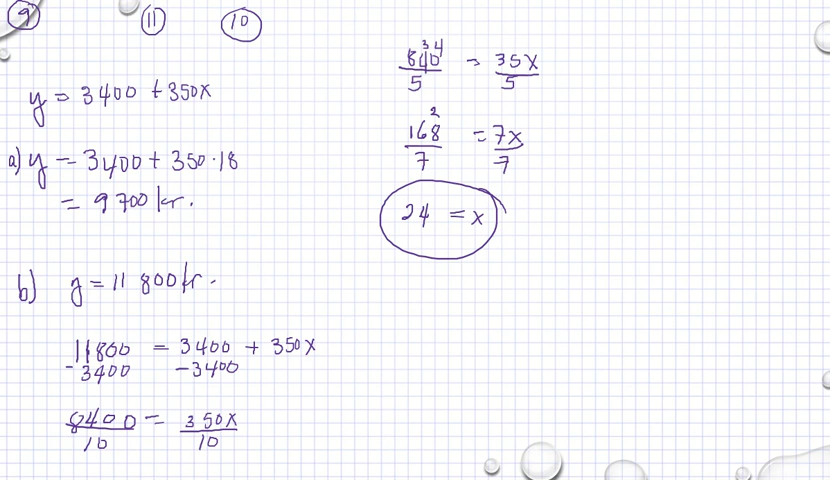 9 11 10
y = 3400 + 350x
a) y = 3400 + 350·18
= 9700 kr.
b) y = 11 800 kr.
11800 = 3400 + 350x
-3400 -3400
8400/10 = 350x/10
840/5 = 35x/5
168/7 = 7x/7
24 = x